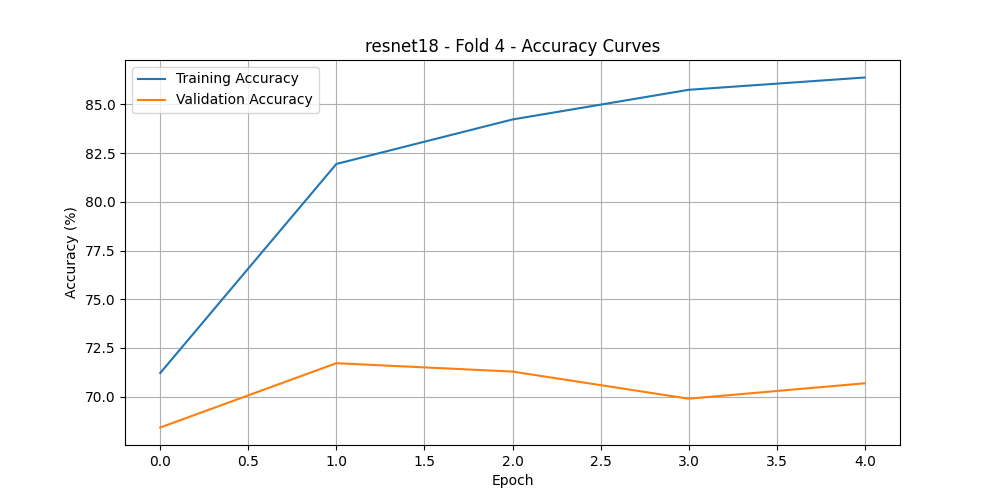 resnet18 - Fold 4 - Accuracy Curves
Training Accuracy
Validation Accuracy
Accuracy (%)
85.0
82.5
80.0
77.5
75.0
72.5
70.0
0.0 0.5 1.0 1.5 2.0 2.5 3.0 3.5 4.0
Epoch